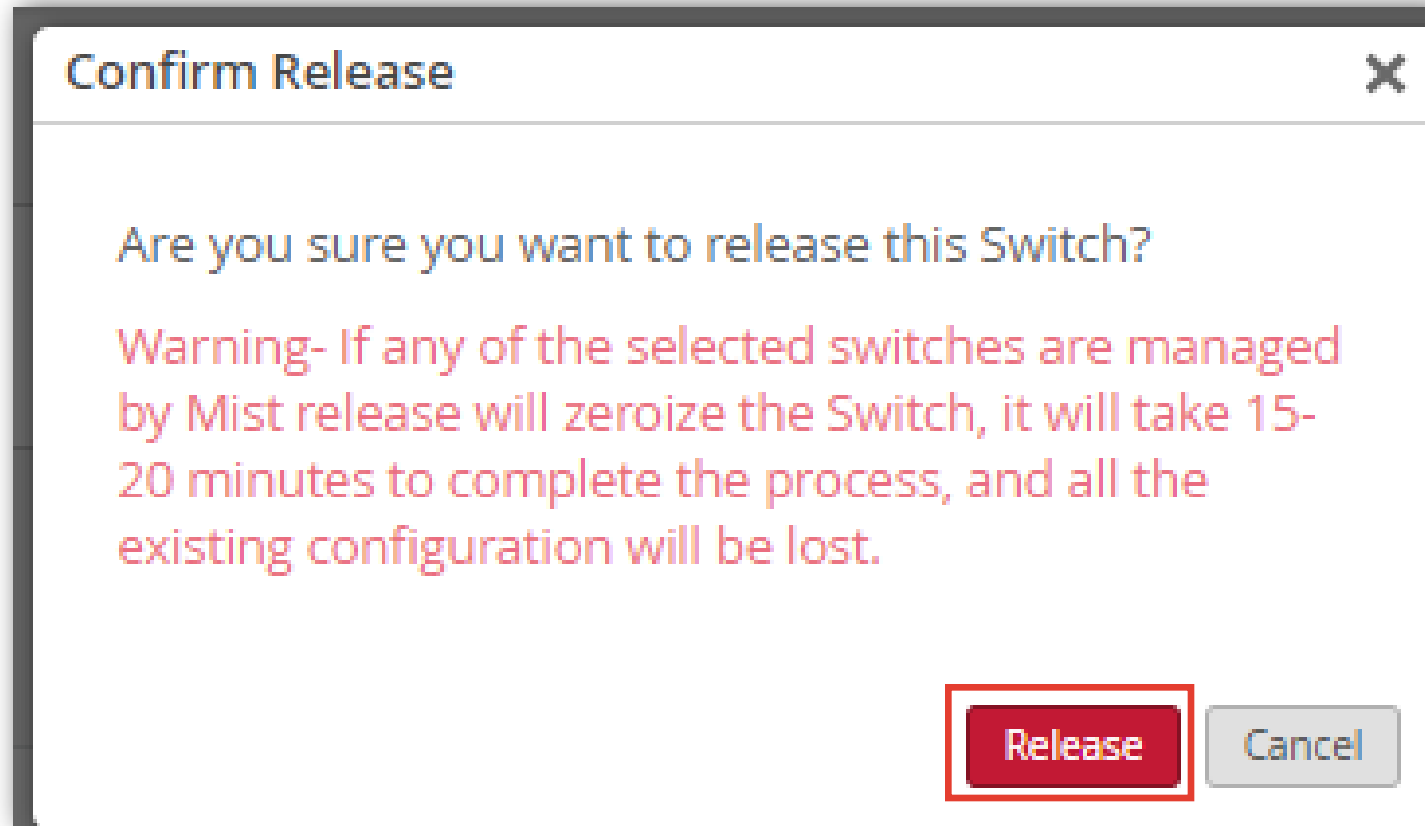 Confirm Release
Are you sure you want to release this Switch?
Warning- If any of the selected switches are managed
by Mist release will zeroize the Switch, it will take 15-
20 minutes to complete the process, and all the
existing configuration will be lost.
Release Cancel